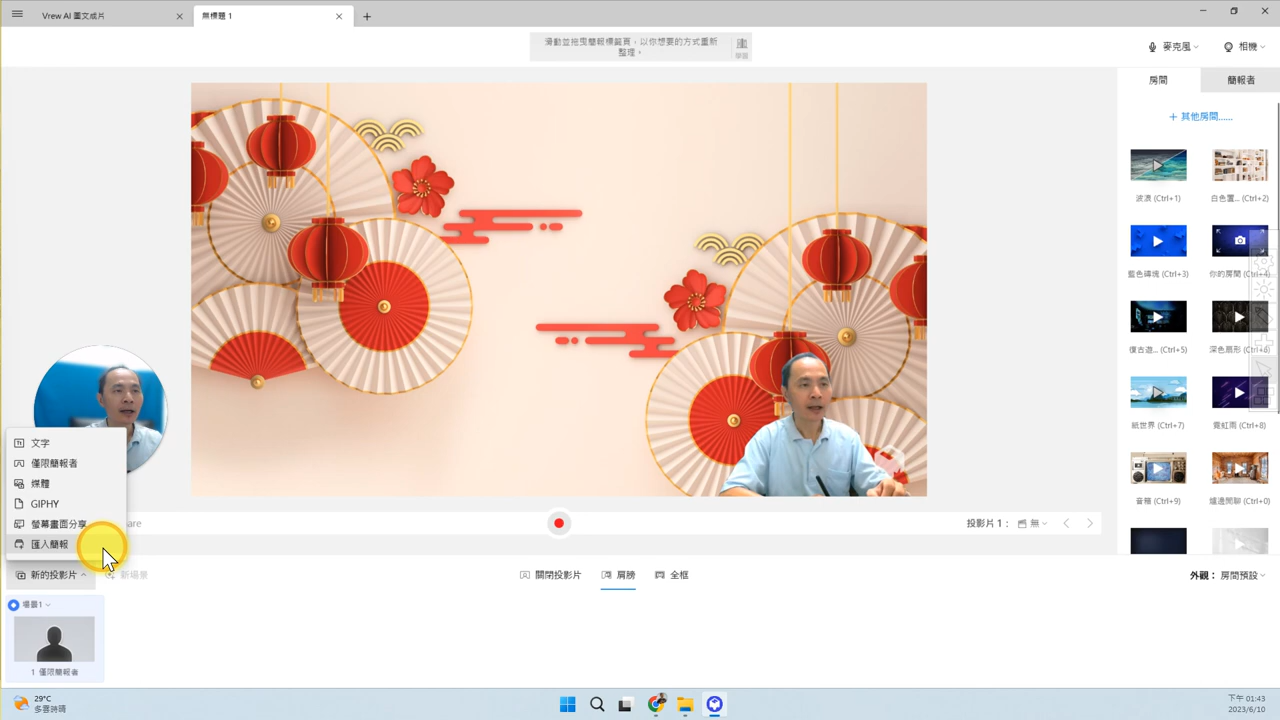 Vrew AI 圖文成片
無標題 1
滑動並拖曳簡報標籤頁，以你想要的方式重新
整理。
麥克風
相機
房間
簡報者
+ 其他房間......
波浪 (Ctrl+1)
白色置... (Ctrl+2)
藍色磚塊 (Ctrl+3)
你的房間 (Ctrl+4)
復古遊... (Ctrl+5)
深色扇形 (Ctrl+6)
紙世界 (Ctrl+7)
霓虹雨 (Ctrl+8)
音箱 (Ctrl+9)
爐邊閒聊 (Ctrl+0)
文字
僅限簡報者
媒體
GIPHY
螢幕畫面分享
匯入簡報
are
投影片 1：
無
新的投影片
新場景
關閉投影片
肩膀
全框
外觀：
房間預設
場景1
1 僅限簡報者
29°C
多雲時晴
下午 01:43
2023/6/10